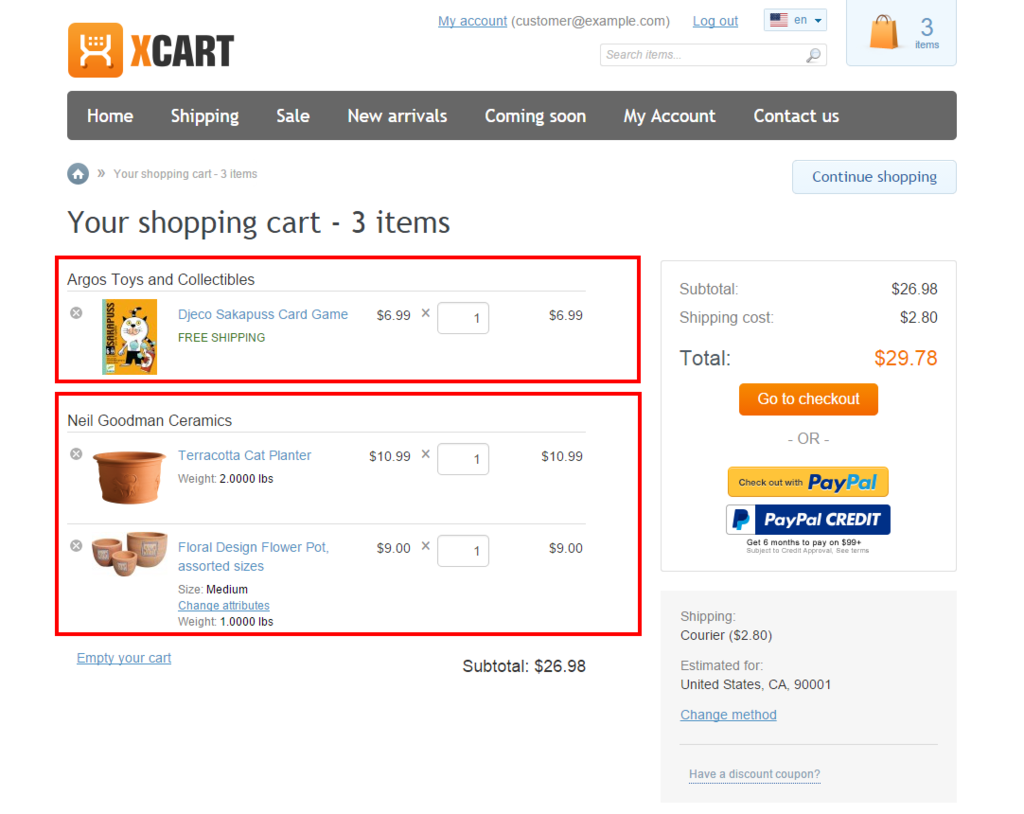 My account (customer@example.com) Log out en
3
items
XCART
Search items...
Home Shipping Sale New arrivals Coming soon My Account Contact us
» Your shopping cart - 3 items
Continue shopping
Your shopping cart - 3 items
Argos Toys and Collectibles
SAKAPUSS
Djeco Sakapuss Card Game $6.99 × 1 $6.99
FREE SHIPPING
Neil Goodman Ceramics
Terracotta Cat Planter $10.99 × 1 $10.99
Weight: 2.0000 lbs
Floral Design Flower Pot, $9.00 × 1 $9.00
assorted sizes
Size: Medium
Change attributes
Weight: 1.0000 lbs
Empty your cart
Subtotal: $26.98
Subtotal: $26.98
Shipping cost: $2.80
Total: $29.78
Go to checkout
- OR -
Check out with PayPal
PayPal CREDIT
Get 6 months to pay on $99+
Subject to Credit Approval, See terms
Shipping:
Courier ($2.80)
Estimated for:
United States, CA, 90001
Change method
Have a discount coupon?